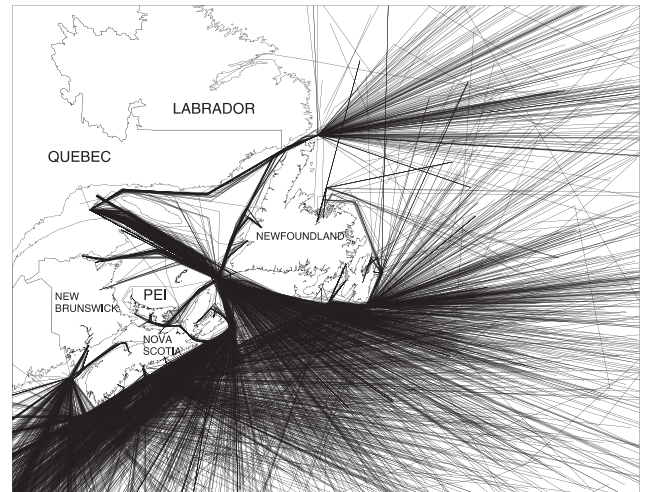 LABRADOR
QUEBEC
NEWFOUNDLAND
PEI
NEW
BRUNSWICK
NOVA
SCOTIA